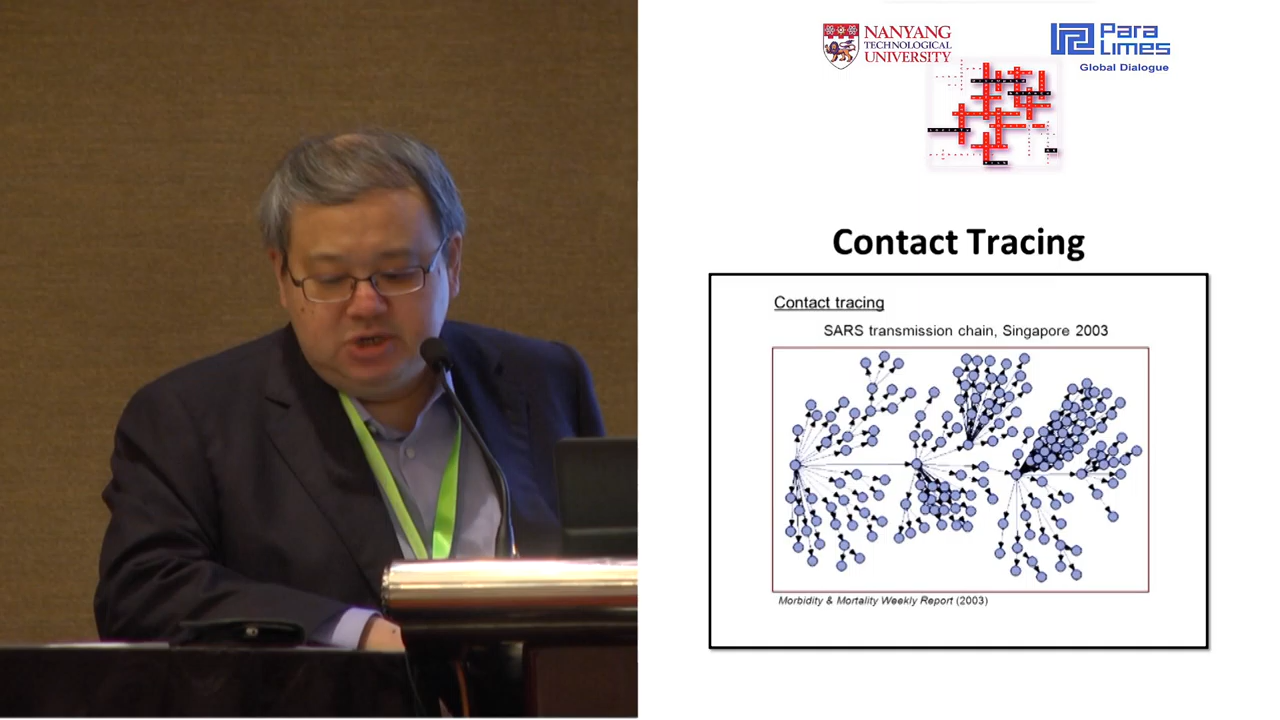 NANYANG
TECHNOLOGICAL
UNIVERSITY
Para
Limes
Global Dialogue
Contact Tracing
Contact tracing
SARS transmission chain, Singapore 2003
Morbidity & Mortality Weekly Report (2003)